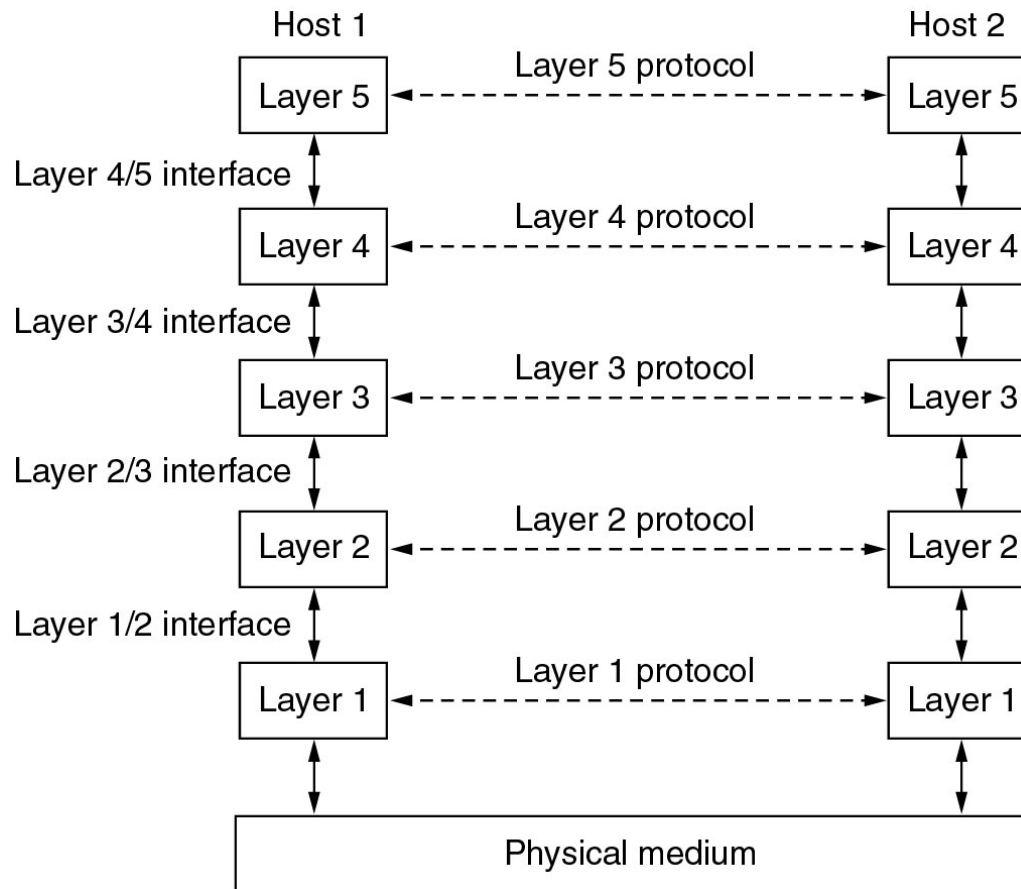 Host 1 Host 2
Layer 5 protocol
Layer 5 Layer 5
Layer 4/5 interface
Layer 4 protocol
Layer 4 Layer 4
Layer 3/4 interface
Layer 3 protocol
Layer 3 Layer 3
Layer 2/3 interface
Layer 2 protocol
Layer 2 Layer 2
Layer 1/2 interface
Layer 1 protocol
Layer 1 Layer 1
Physical medium